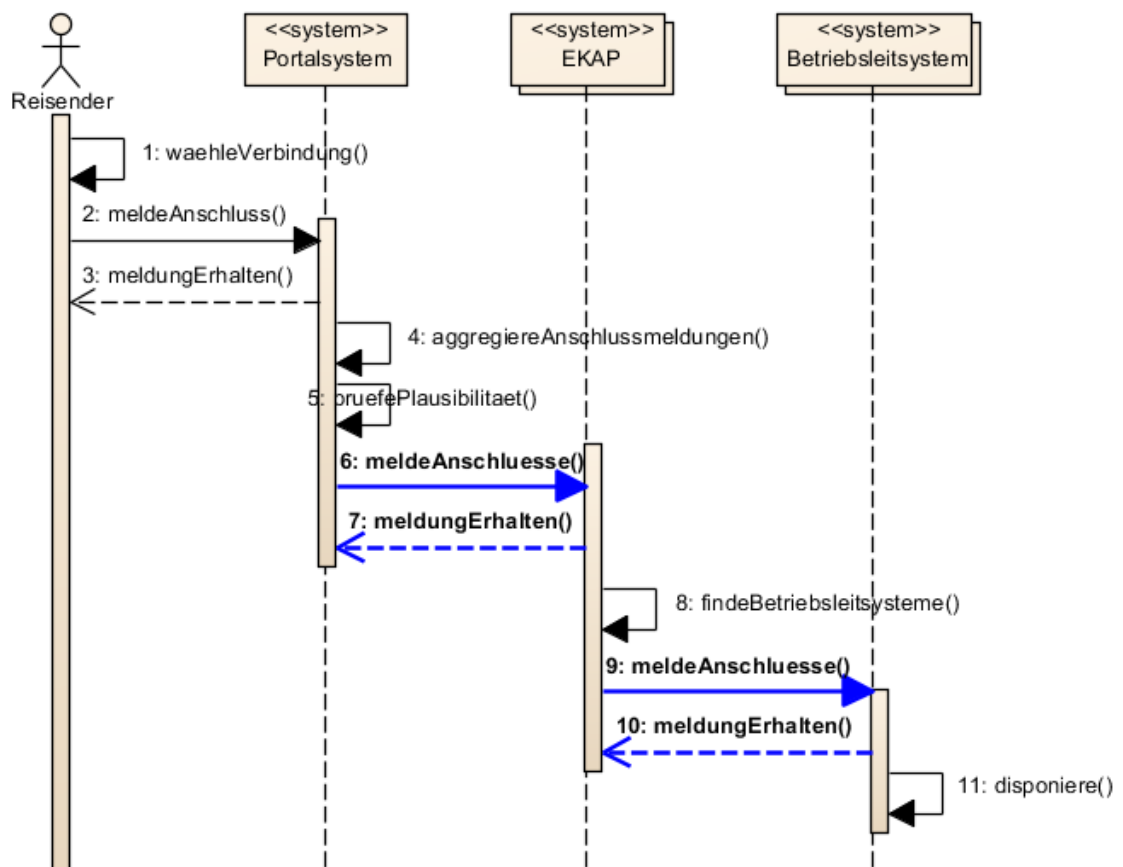 <<system>>
Portalsystem
<<system>>
EKAP
<<system>>
Betriebsleitsystem
Reisender
1: waehleVerbindung()
2: meldeAnschluss()
3: meldungErhalten()
4: aggregiereAnschlussmeldungen()
5: pruefePlausibilitaet()
6: meldeAnschluesse()
7: meldungErhalten()
8: findeBetriebsleitsysteme()
9: meldeAnschluesse()
10: meldungErhalten()
11: disponiere()